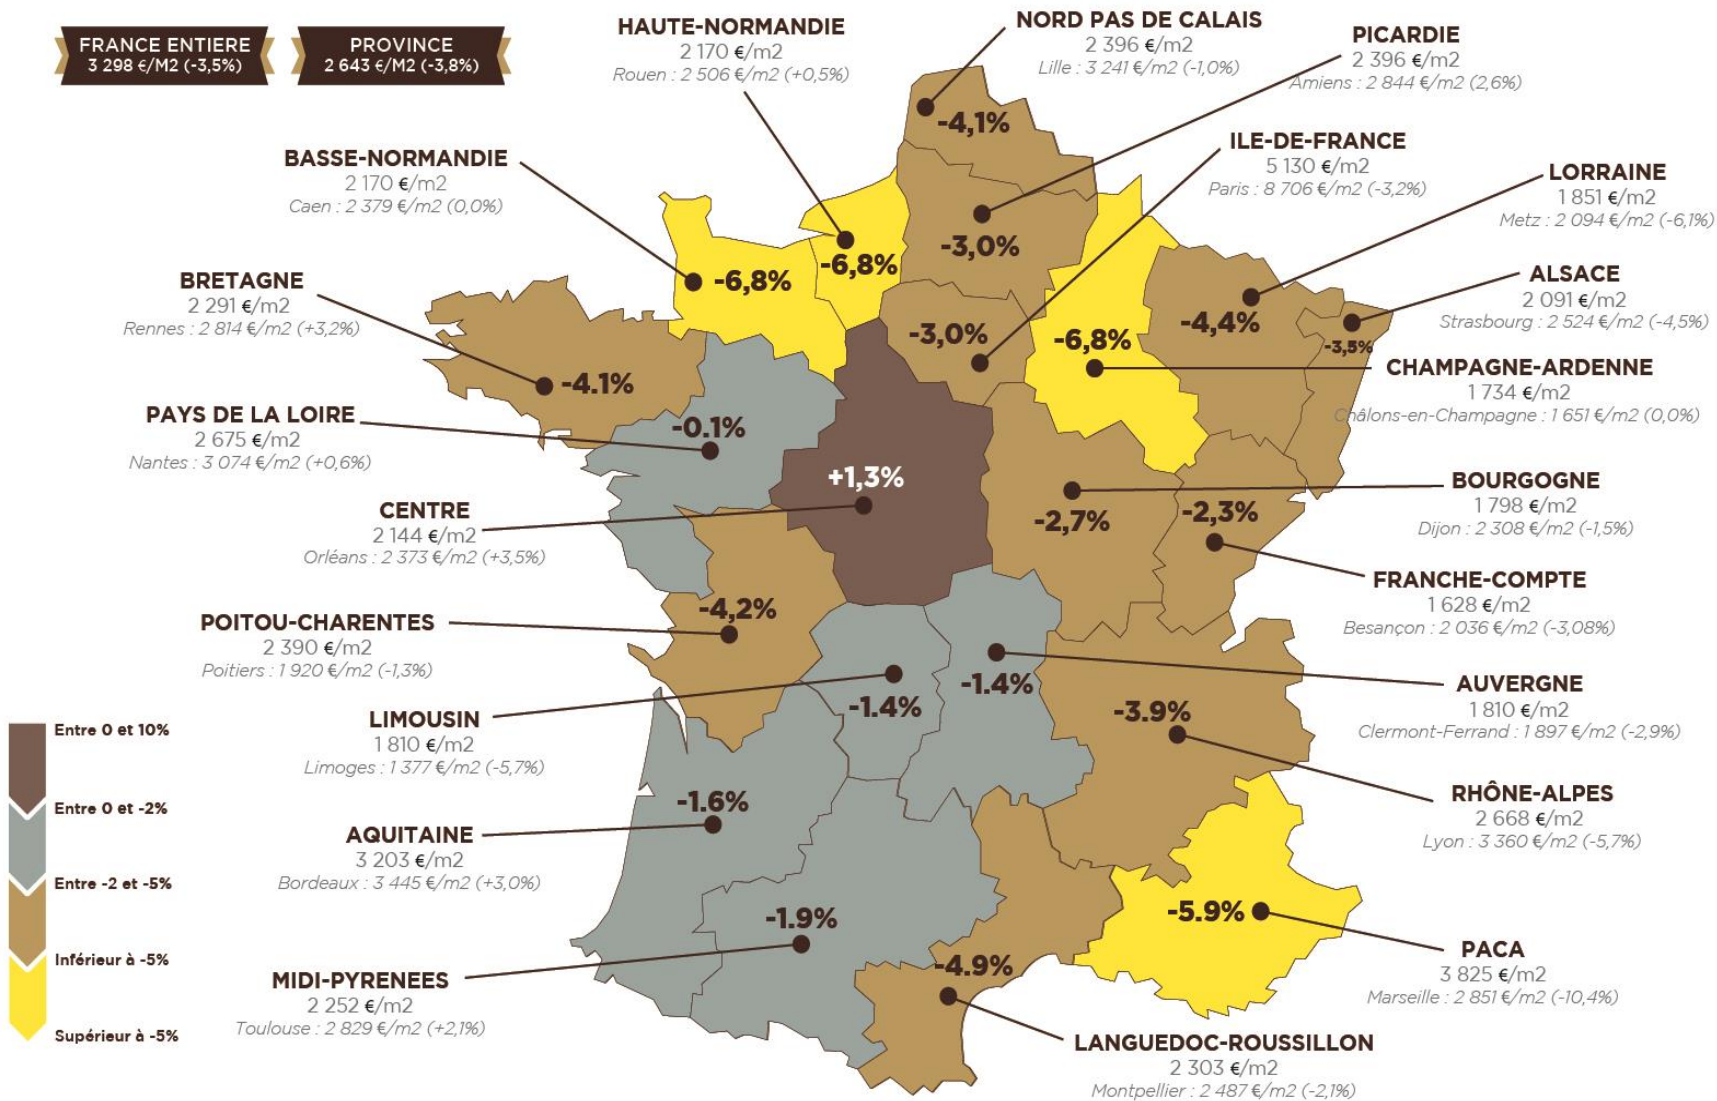 FRANCE ENTIERE
3 298 €/M2 (-3,5%)
PROVINCE
2 643 €/M2 (-3,8%)
HAUTE-NORMANDIE
2 170 €/m2
Rouen : 2 506 €/m2 (+0,5%)
NORD PAS DE CALAIS
2 396 €/m2
Lille : 3 241 €/m2 (-1,0%)
PICARDIE
2 396 €/m2
Amiens : 2 844 €/m2 (2,6%)
ILE-DE-FRANCE
5 130 €/m2
Paris : 8 706 €/m2 (-3,2%)
LORRAINE
1 851 €/m2
Metz : 2 094 €/m2 (-6,1%)
BASSE-NORMANDIE
2 170 €/m2
Caen : 2 379 €/m2 (0,0%)
BRETAGNE
2 291 €/m2
Rennes : 2 814 €/m2 (+3,2%)
ALSACE
2 091 €/m2
Strasbourg : 2 524 €/m2 (-4,5%)
CHAMPAGNE-ARDENNE
1 734 €/m2
Châlons-en-Champagne : 1 651 €/m2 (0,0%)
PAYS DE LA LOIRE
2 675 €/m2
Nantes : 3 074 €/m2 (+0,6%)
CENTRE
2 144 €/m2
Orléans : 2 373 €/m2 (+3,5%)
BOURGOGNE
1 798 €/m2
Dijon : 2 308 €/m2 (-1,5%)
FRANCHE-COMPTE
1 628 €/m2
Besançon : 2 036 €/m2 (-3,08%)
POITOU-CHARENTES
2 390 €/m2
Poitiers : 1 920 €/m2 (-1,3%)
AUVERGNE
1 810 €/m2
Clermont-Ferrand : 1 897 €/m2 (-2,9%)
LIMOUSIN
1 810 €/m2
Limoges : 1 377 €/m2 (-5,7%)
RHÔNE-ALPES
2 668 €/m2
Lyon : 3 360 €/m2 (-5,7%)
AQUITAINE
3 203 €/m2
Bordeaux : 3 445 €/m2 (+3,0%)
PACA
3 825 €/m2
Marseille : 2 851 €/m2 (-10,4%)
MIDI-PYRENEES
2 252 €/m2
Toulouse : 2 829 €/m2 (+2,1%)
LANGUEDOC-ROUSSILLON
2 303 €/m2
Montpellier : 2 487 €/m2 (-2,1%)
-4,1%
-3,0%
-6,8%
-6,8%
-3,0%
-6,8%
-4,4%
-3,5%
-4.1%
-0.1%
+1,3%
-2,7%
-2,3%
-4,2%
-1.4%
-1.4%
-3.9%
-1.6%
-1.9%
-4.9%
-5.9%
Entre 0 et 10%
Entre 0 et -2%
Entre -2 et -5%
Inférieur à -5%
Supérieur à -5%